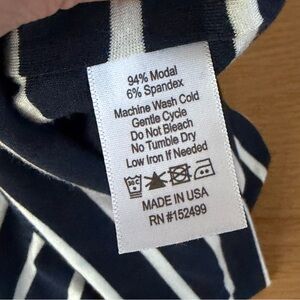 94% Modal
6% Spandex
Machine Wash Cold
Gentle Cycle
Do Not Bleach
No Tumble Dry
Low Iron If Needed
30C
MADE IN USA
RN#152499